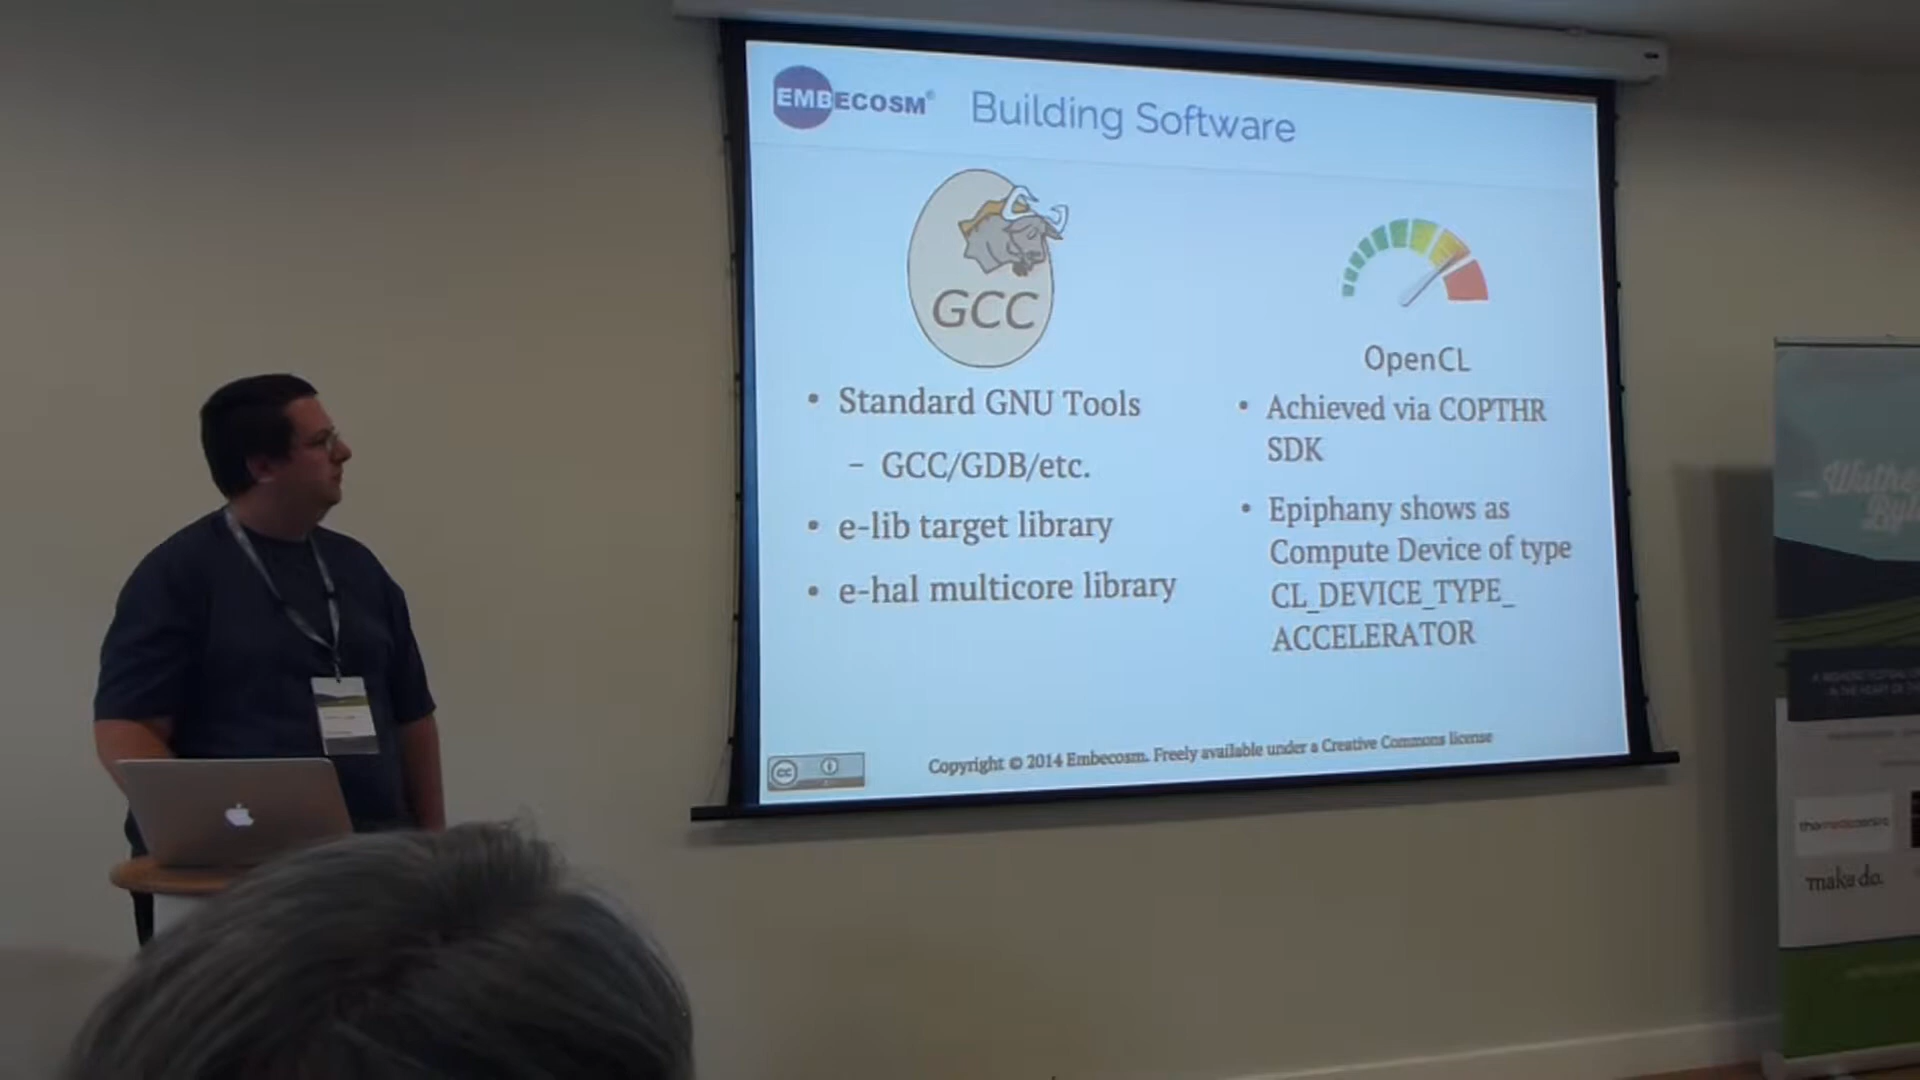 EMBECOSM®
Building Software
GCC
• Standard GNU Tools
– GCC/GDB/etc.
• e-lib target library
• e-hal multicore library
OpenCL
• Achieved via COPTHR
SDK
• Epiphany shows as
Compute Device of type
CL_DEVICE_TYPE_
ACCELERATOR
cc
Copyright © 2014 Embecosm. Freely available under a Creative Commons license
make do.